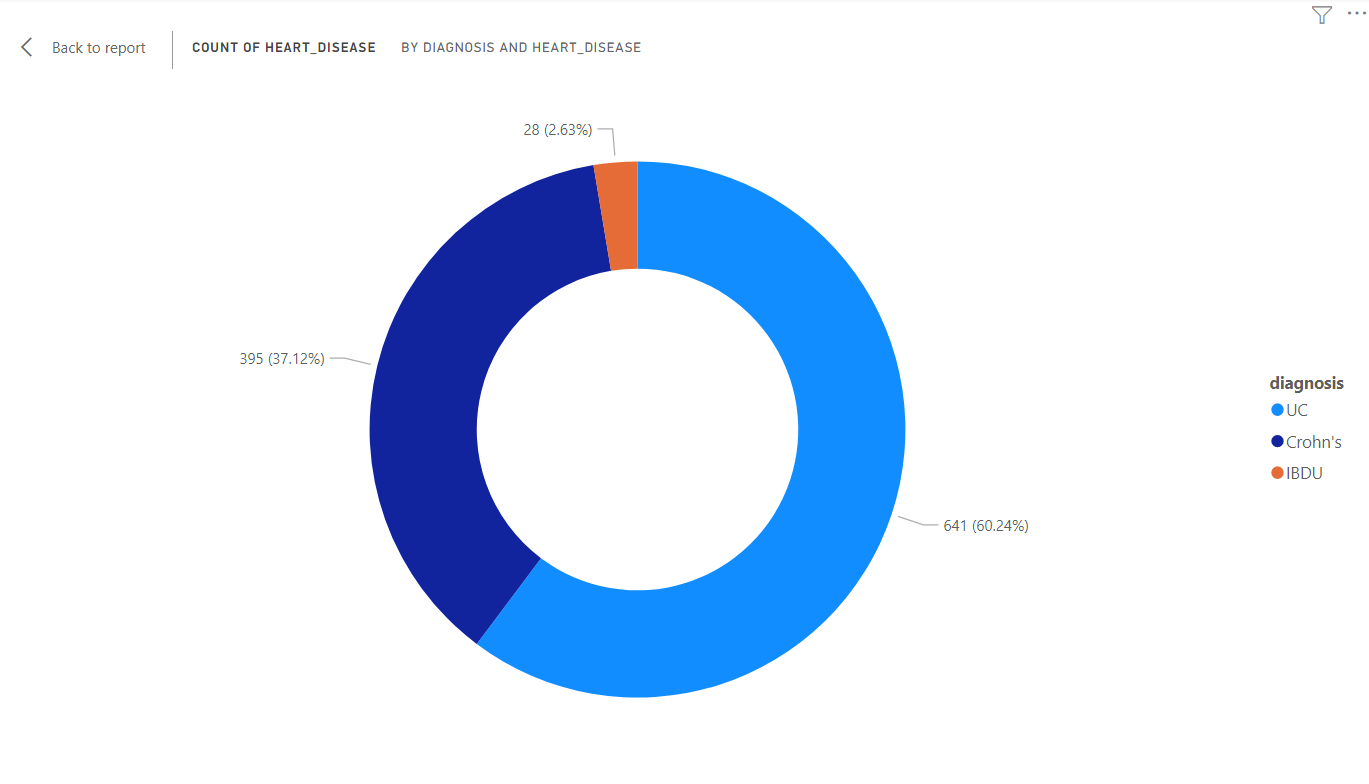 Back to report
COUNT OF HEART_DISEASE BY DIAGNOSIS AND HEART_DISEASE
28 (2.63%)
395 (37.12%)
641 (60.24%)
diagnosis
UC
Crohn's
IBDU